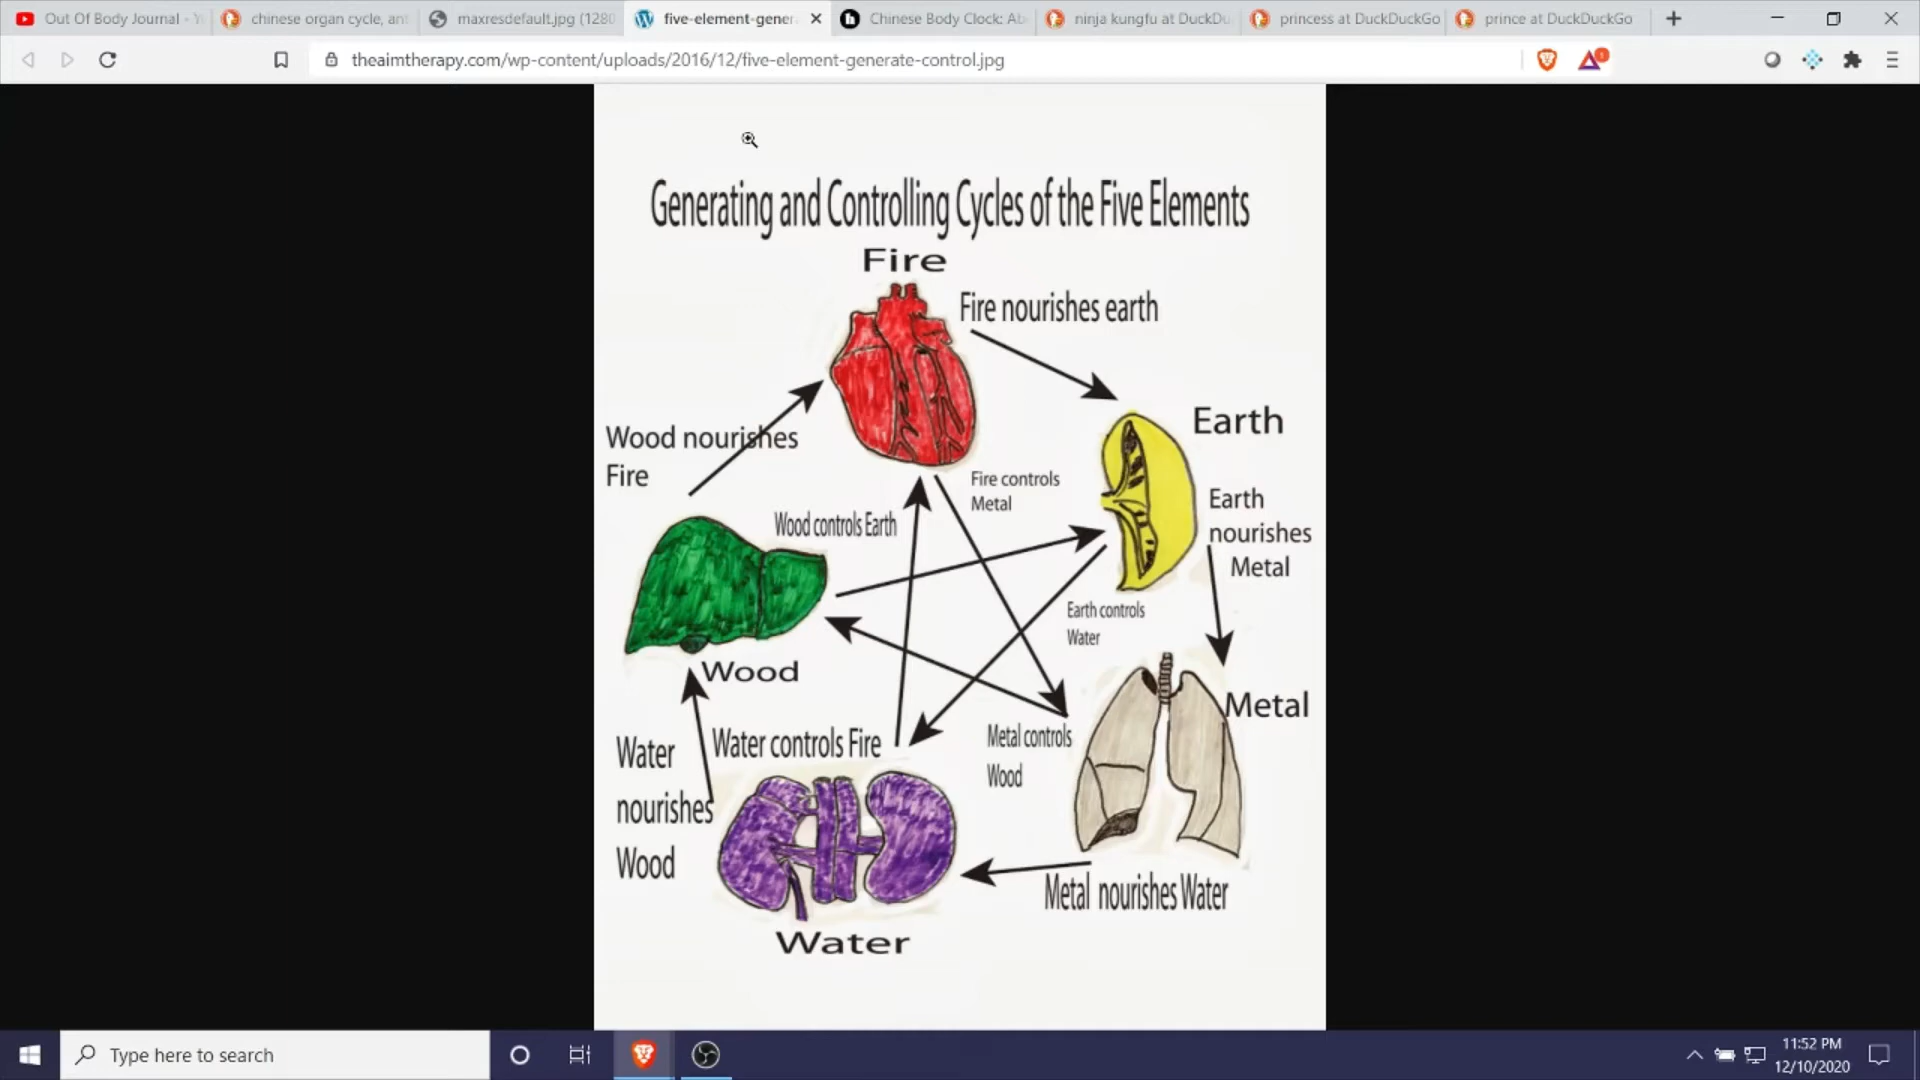 Out Of Body Journal - Y
chinese organ cycle, ant
maxresdefault.jpg (1280
five-element-genera
Chinese Body Clock: Ab
ninja kungfu at DuckDu
princess at DuckDuckGo
prince at DuckDuckGo
theaimtherapy.com/wp-content/uploads/2016/12/five-element-generate-control.jpg
1
Generating and Controlling Cycles of the Five Elements
Fire
Fire nourishes earth
Earth
Wood nourishes
Fire
Fire controls
Metal
Wood controls Earth
Earth
nourishes
Metal
Earth controls
Water
Wood
Metal
Water controls Fire
Metal controls
Wood
Water
nourishes
Wood
Metal nourishes Water
Water
Type here to search
11:52 PM
12/10/2020